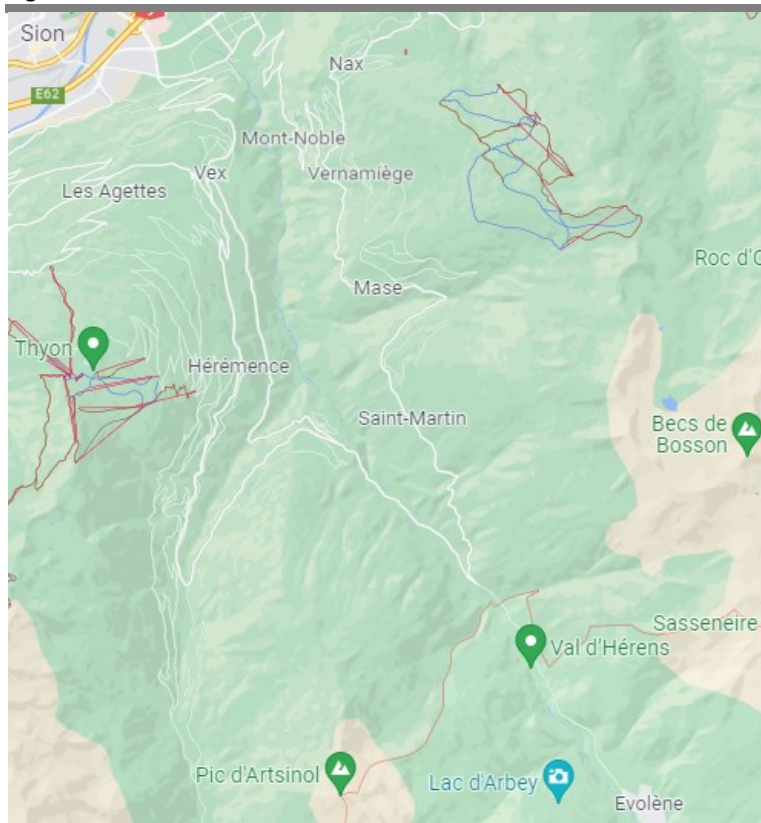 Sion
E62
Nax
Mont-Noble
Vex
Vernamiège
Les Agettes
Roc d'O
Mase
Thyon
Hérémence
Saint-Martin
Becs de
Bosson
Sasseneire
Val d'Hérens
Pic d'Artsinol
Lac d'Arbey
Evolène